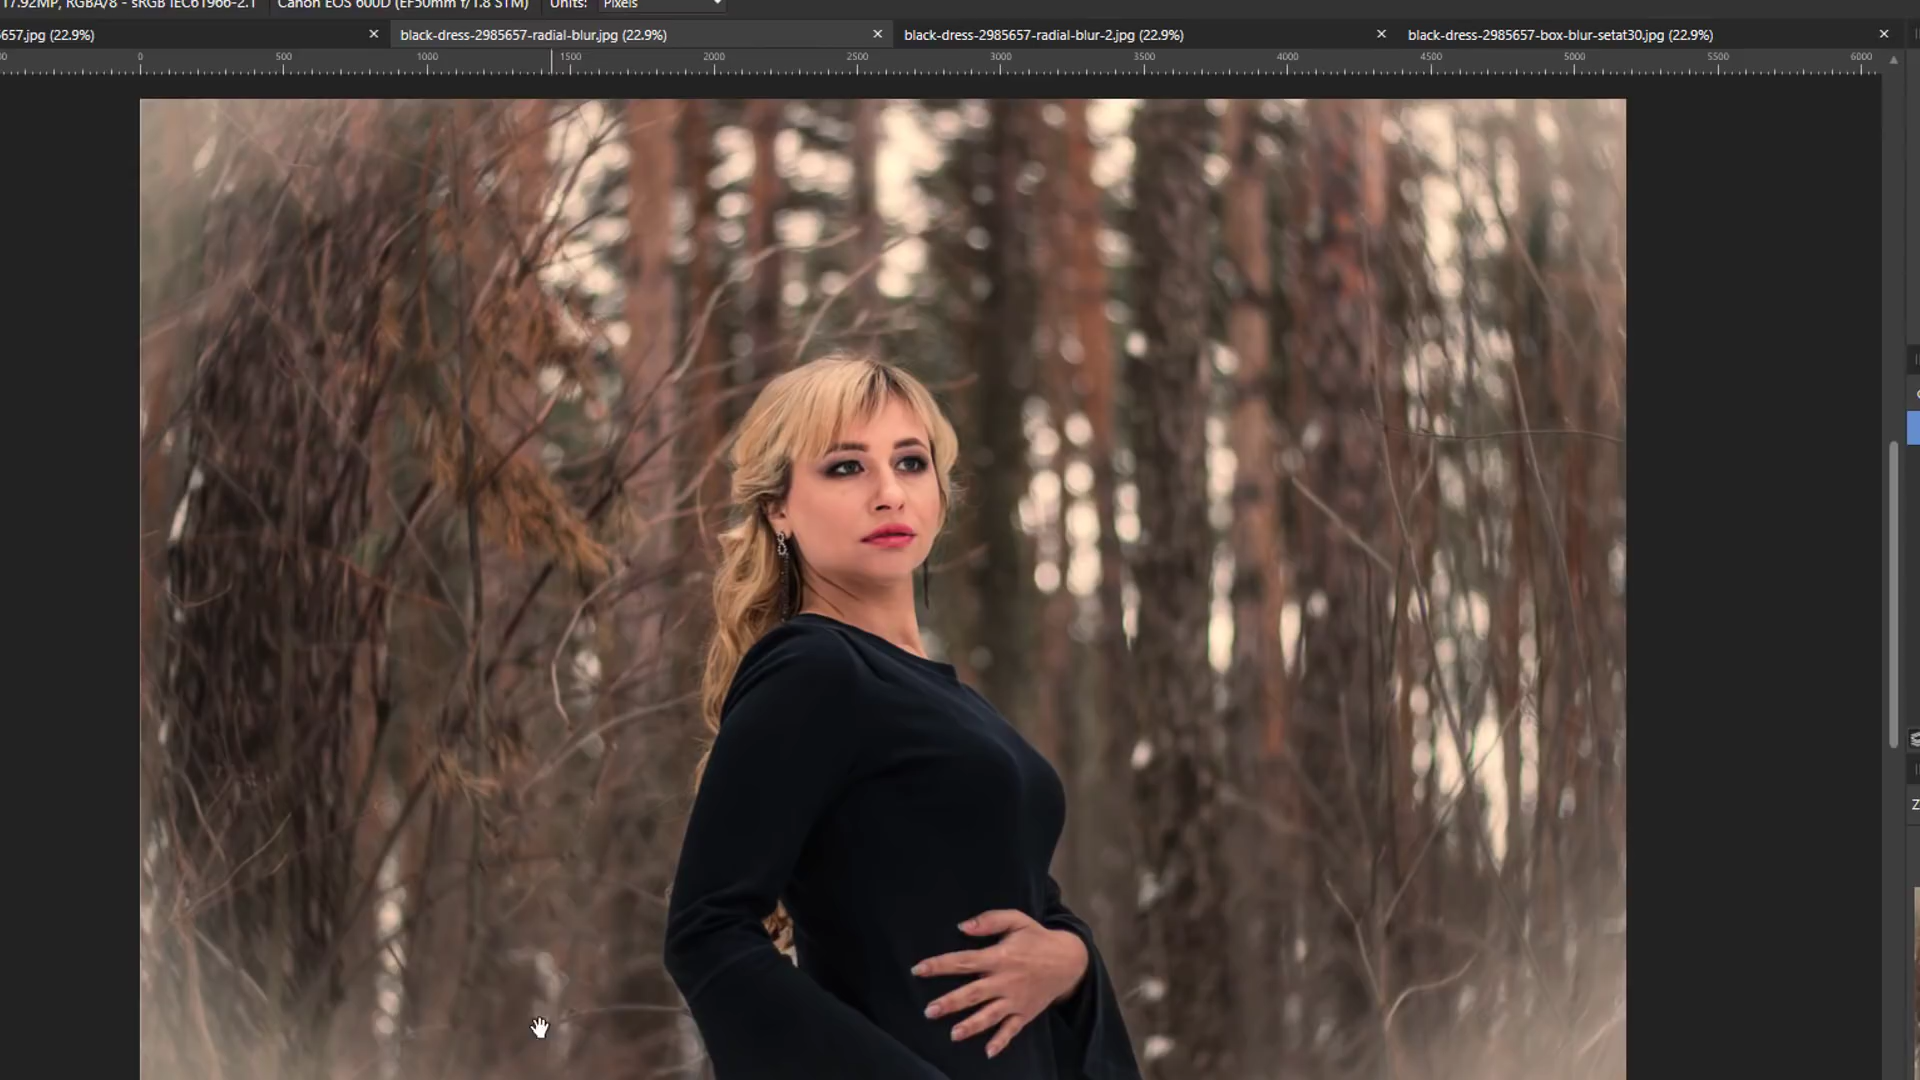 17.92MP, RGBA/8 - sRGB IEC61966-2.1 Canon EOS 600D (EF50mm f/1.8 STM) Units: Pixels
657.jpg (22.9%) black-dress-2985657-radial-blur.jpg (22.9%) black-dress-2985657-radial-blur-2.jpg (22.9%) black-dress-2985657-box-blur-setat30.jpg (22.9%)
0 500 1000 1500 2000 2500 3000 3500 4000 4500 5000 5500 6000